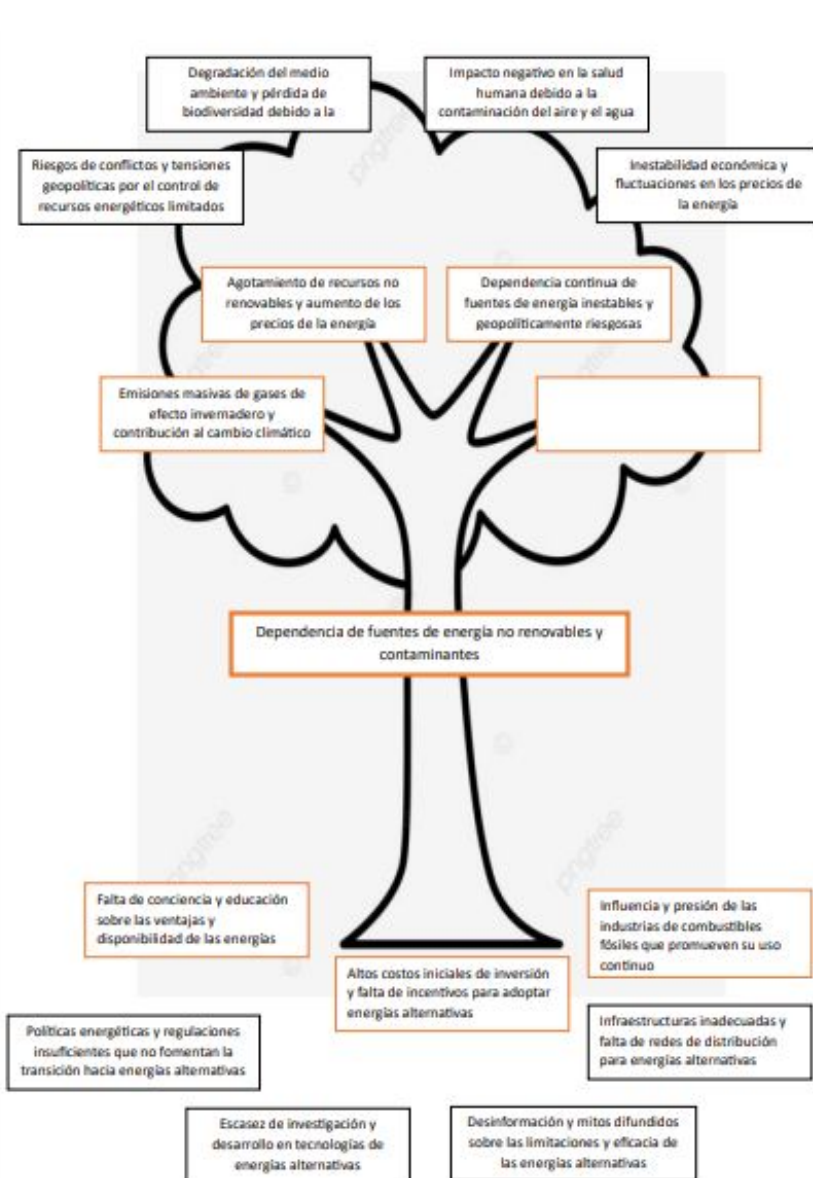 Degradación del medio
ambiente y pérdida de
biodiversidad debido a la
Impacto negativo en la salud
humana debido a la
contaminación del aire y el agua
Riesgos de conflictos y tensiones
geopolíticas por el control de
recursos energéticos limitados
Inestabilidad económica y
fluctuaciones en los precios de
la energía
Agotamiento de recursos no
renovables y aumento de los
precios de la energía
Dependencia continua de
fuentes de energía inestables y
geopolíticamente riesgosas
Emisiones masivas de gases de
efecto invernadero y
contribución al cambio climático
Dependencia de fuentes de energía no renovables y
contaminantes
Falta de conciencia y educación
sobre las ventajas y
disponibilidad de las energías
Influencia y presión de las
industrias de combustibles
fósiles que promueven su uso
continuo
Altos costos iniciales de inversión
y falta de incentivos para adoptar
energías alternativas
Políticas energéticas y regulaciones
insuficientes que no fomentan la
transición hacia energías alternativas
Infraestructuras inadecuadas y
falta de redes de distribución
para energías alternativas
Escasez de investigación y
desarrollo en tecnologías de
energías alternativas
Desinformación y mitos difundidos
sobre las limitaciones y eficacia de
las energías alternativas
pngtree
pngtree
pngtree